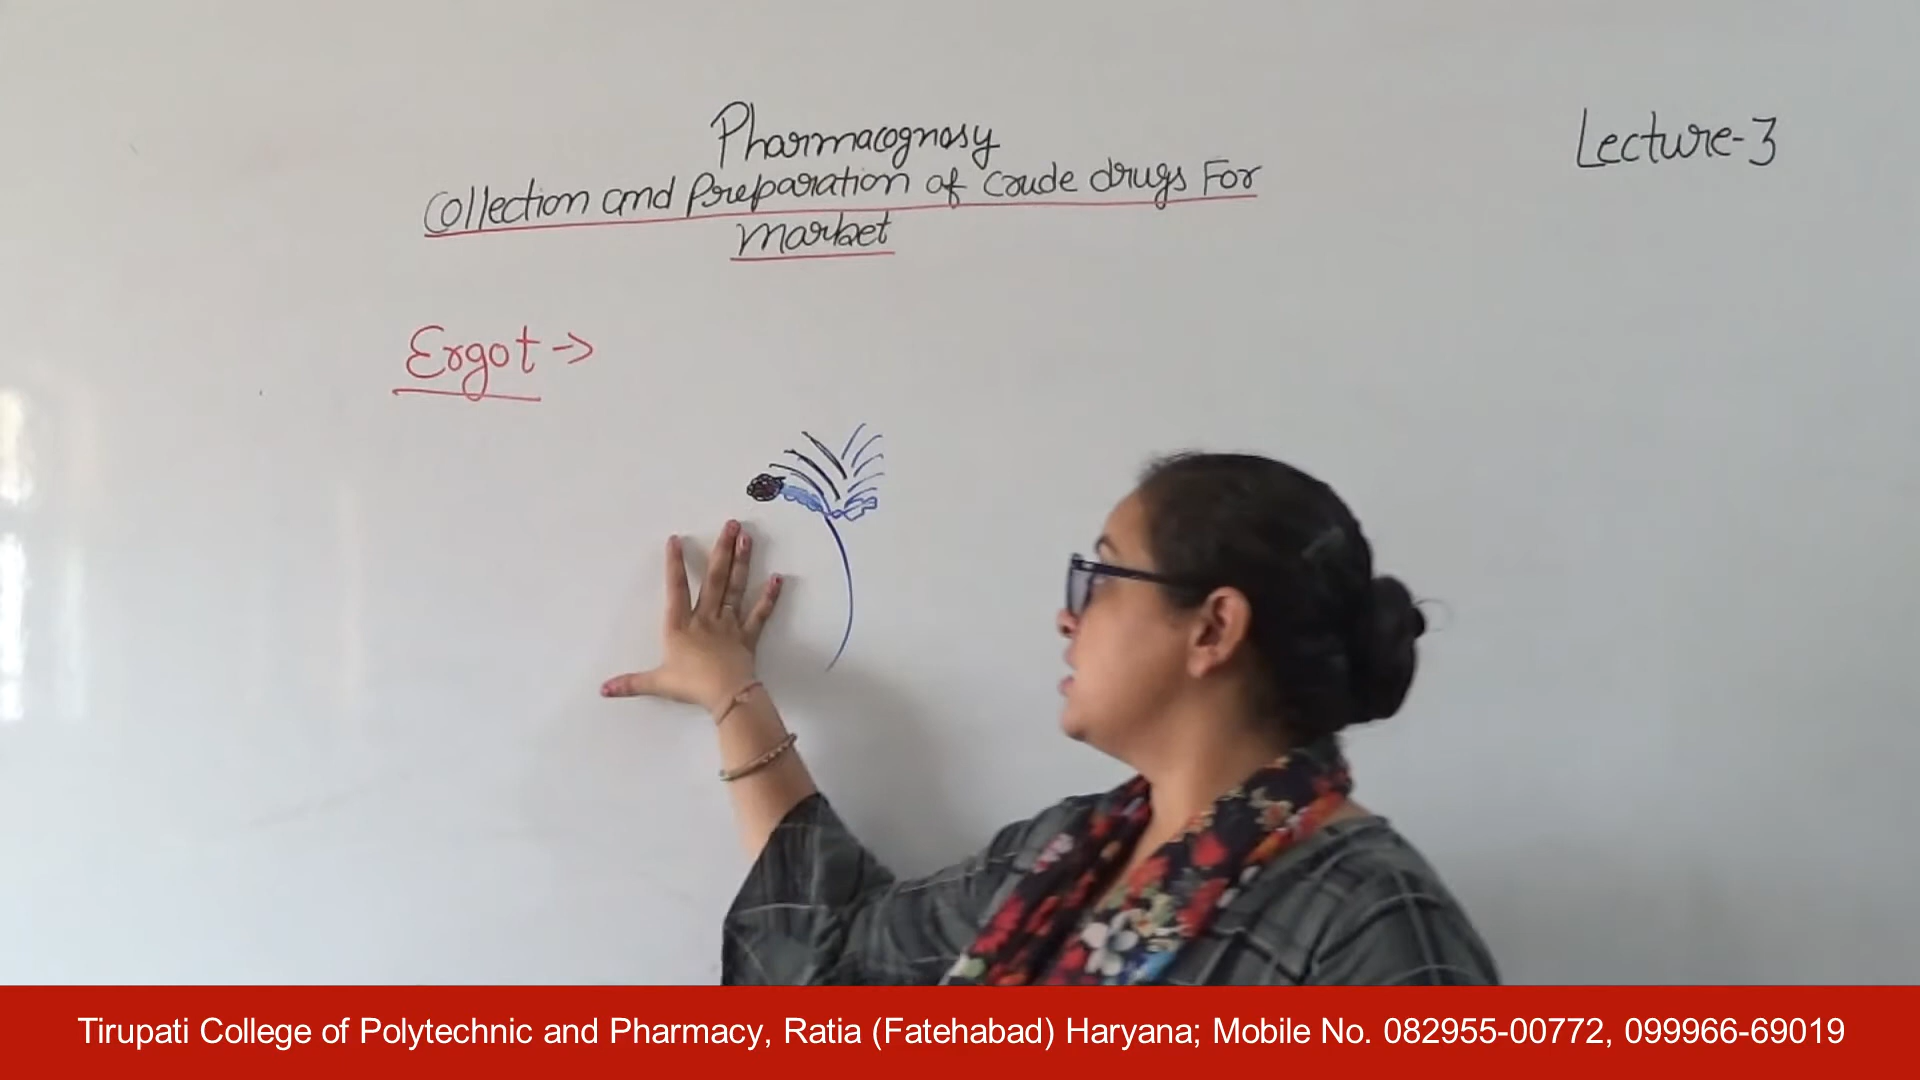 Pharmacognosy
Lecture-3
Collection and Preparation of Crude drugs For
market
Ergot →
Tirupati College of Polytechnic and Pharmacy, Ratia (Fatehabad) Haryana; Mobile No. 082955-00772, 099966-69019